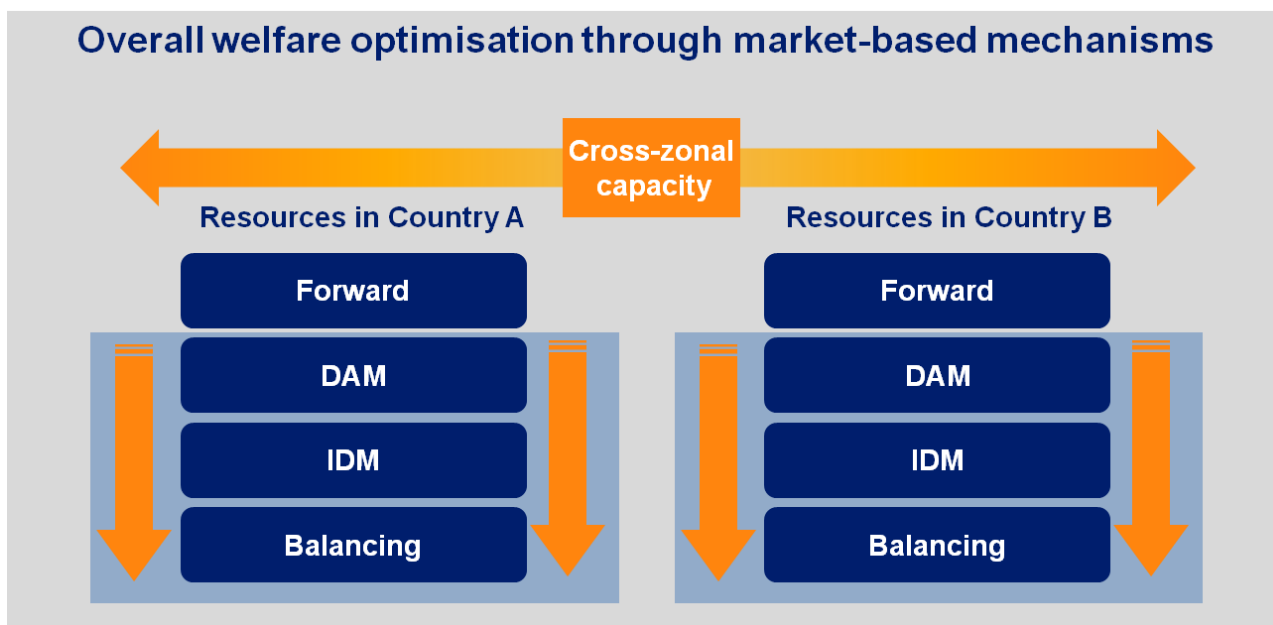 Overall welfare optimisation through market-based mechanisms
Cross-zonal
capacity
Resources in Country A
Resources in Country B
Forward
Forward
DAM
DAM
IDM
IDM
Balancing
Balancing